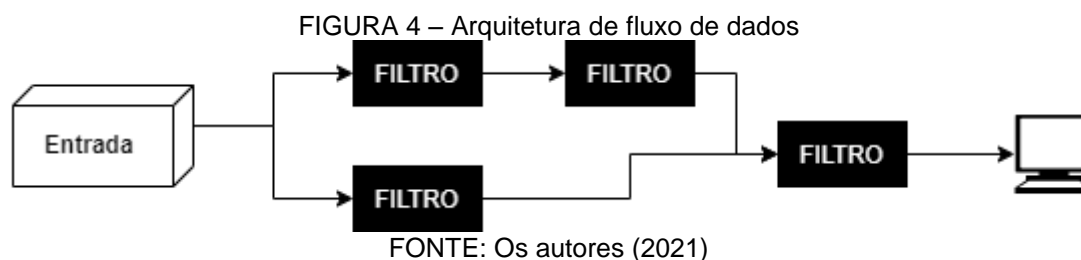 FIGURA 4 – Arquitetura de fluxo de dados
FILTRO
FILTRO
Entrada
FILTRO
FILTRO
FONTE: Os autores (2021)